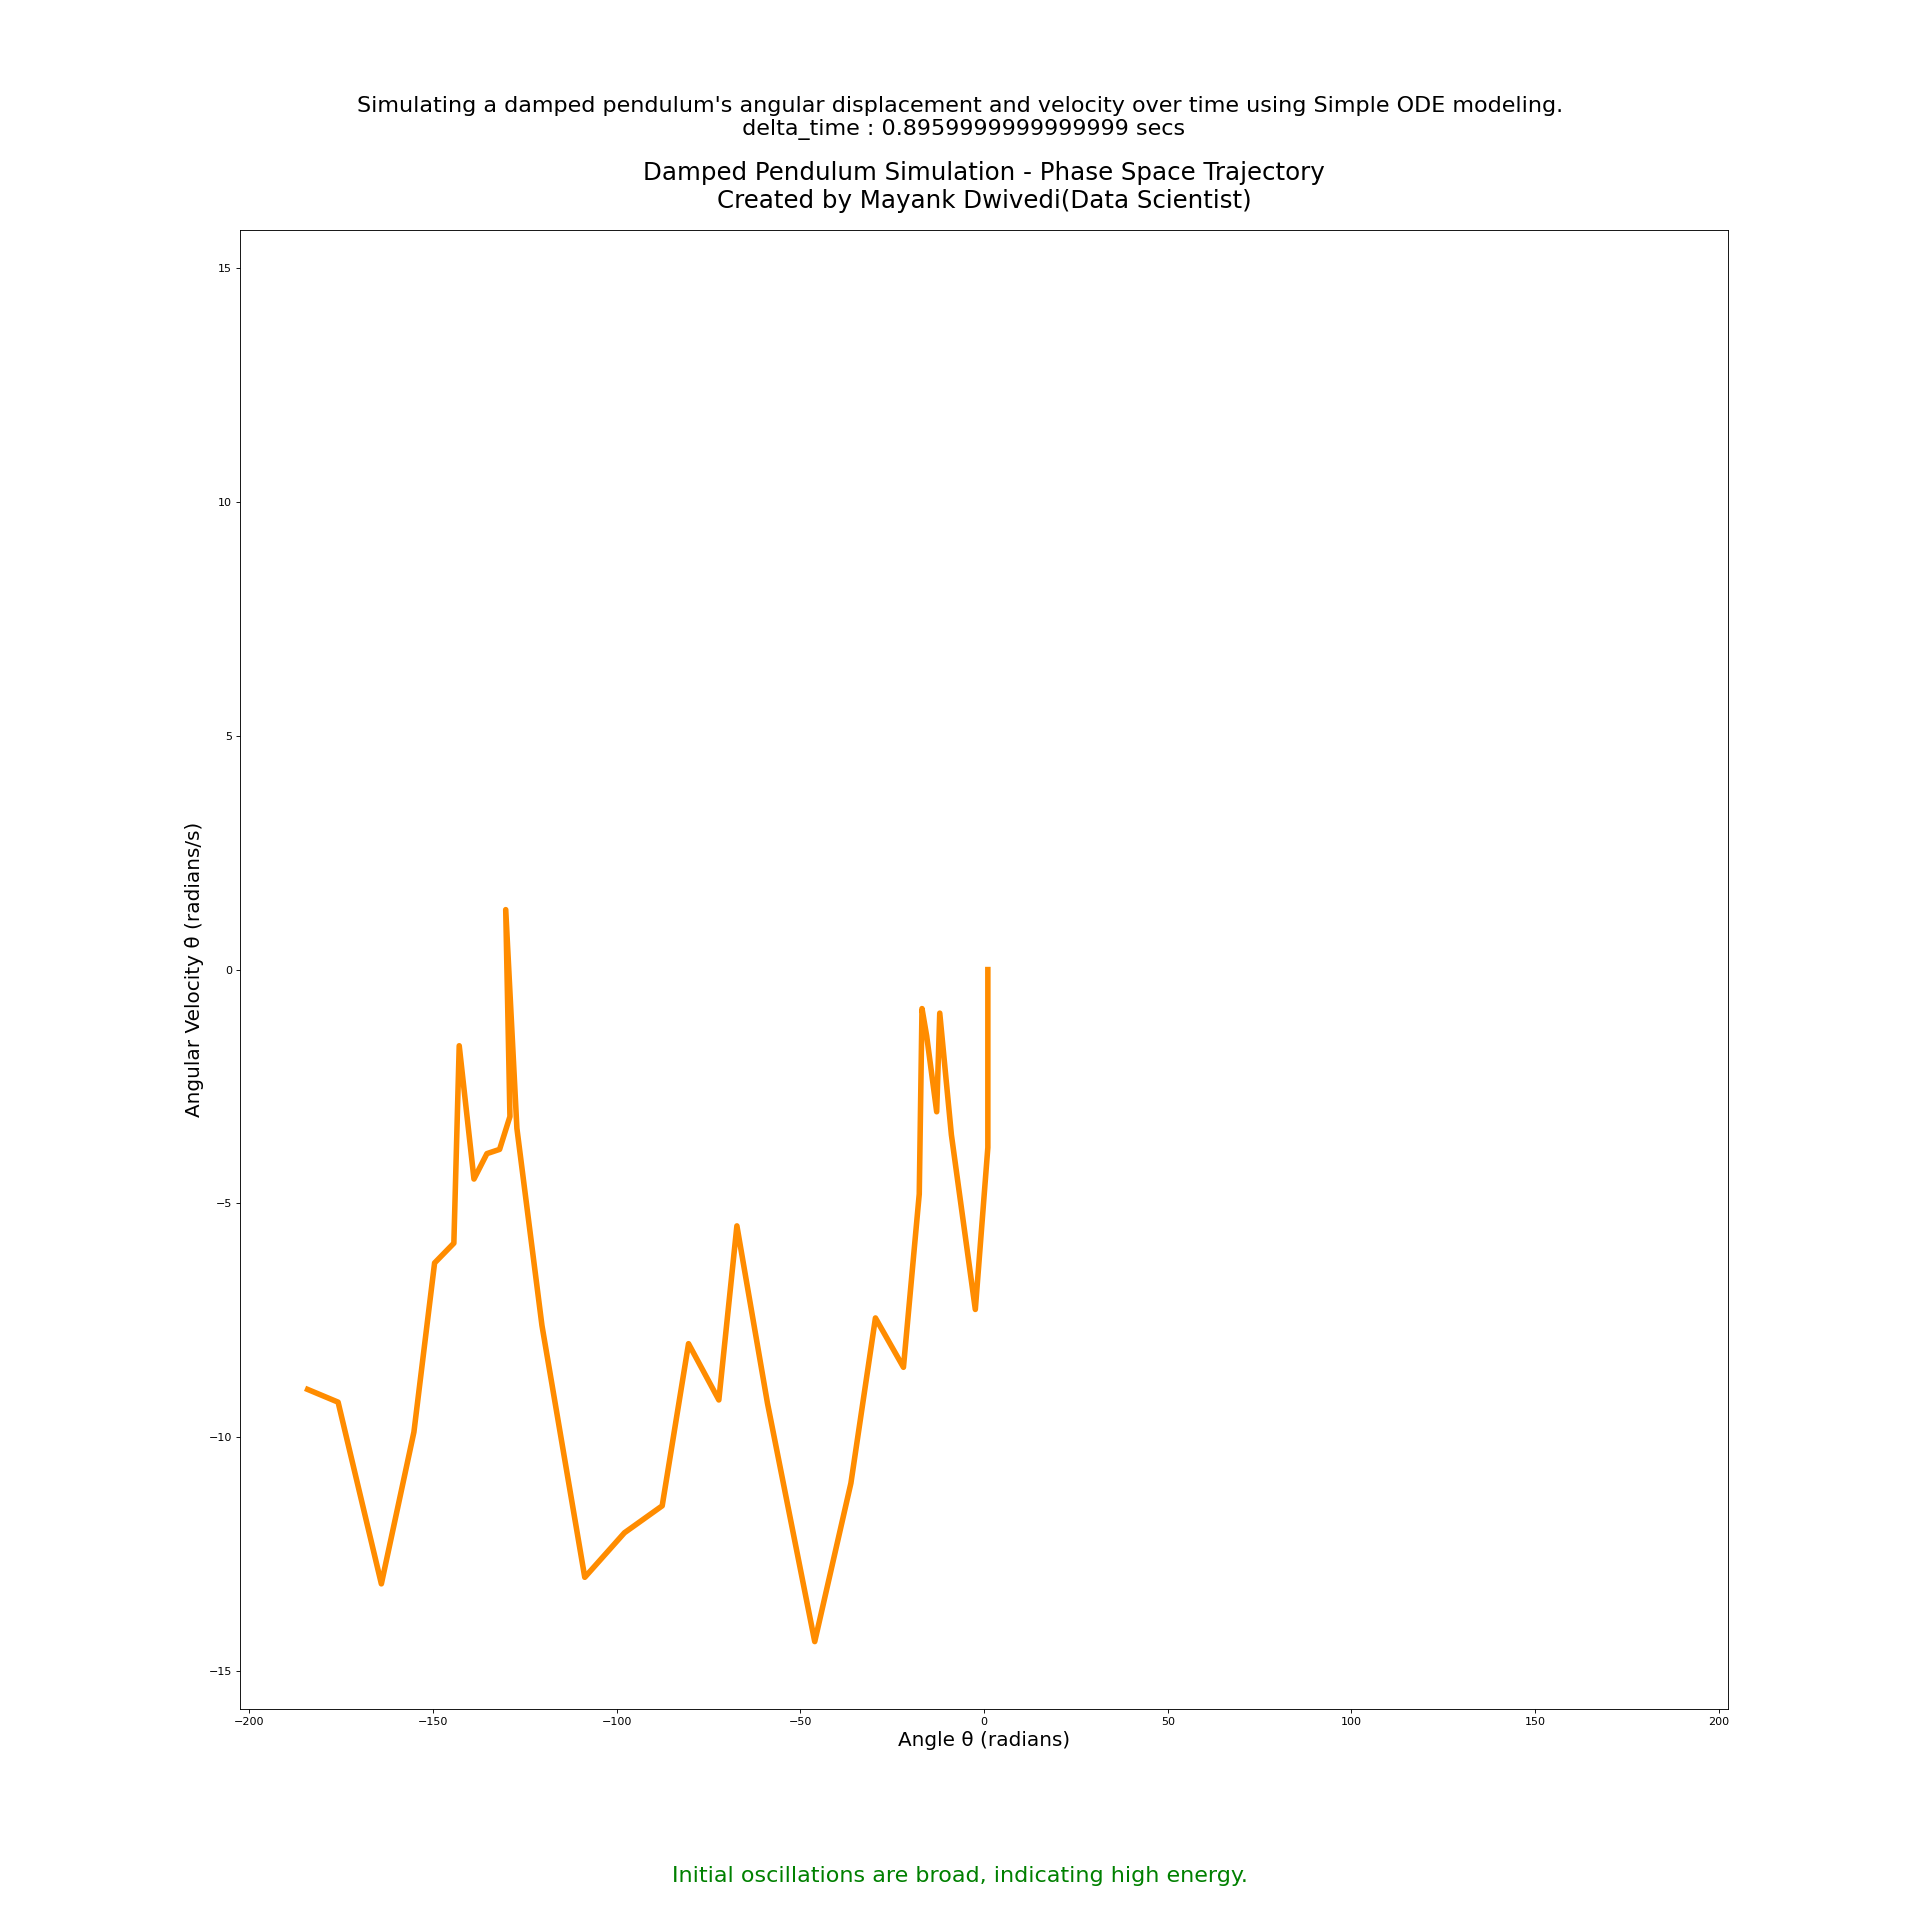 Simulating a damped pendulum's angular displacement and velocity over time using Simple ODE modeling.
delta_time : 0.8959999999999999 secs
Damped Pendulum Simulation - Phase Space Trajectory
Created by Mayank Dwivedi(Data Scientist)
15
10
5
0
−5
−10
−15
Angular Velocity θ (radians/s)
−200
−150
−100
−50
0
50
100
150
200
Angle θ (radians)
Initial oscillations are broad, indicating high energy.